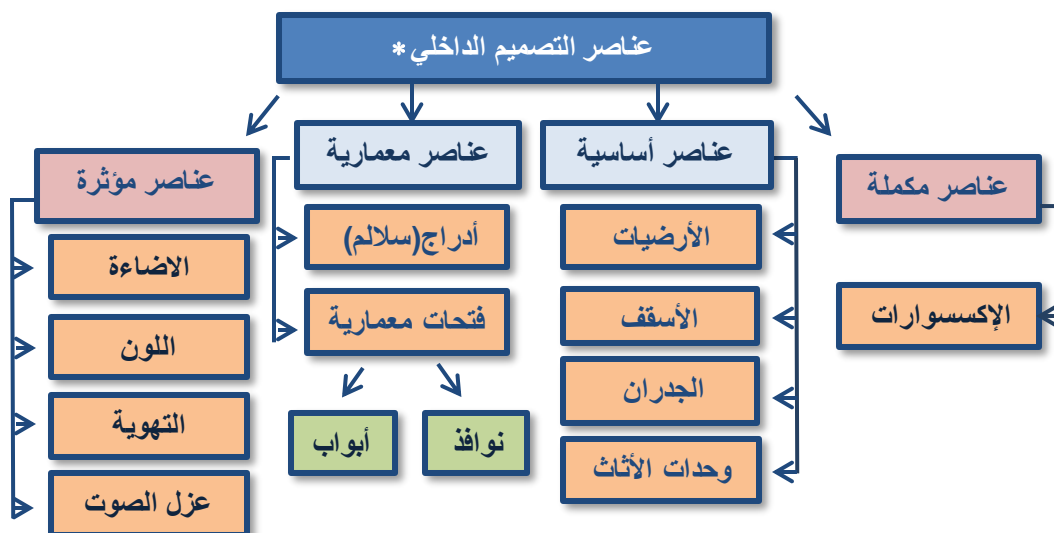 عناصر التصميم الداخلي*
عناصر مكملة
الإكسسوارات
عناصر أساسية
الأرضيات
الأسقف
الجدران
وحدات الأثاث
عناصر معمارية
أدراج(سلالم)
فتحات معمارية
نوافذ
أبواب
عناصر مؤثرة
الاضاءة
اللون
التهوية
عزل الصوت